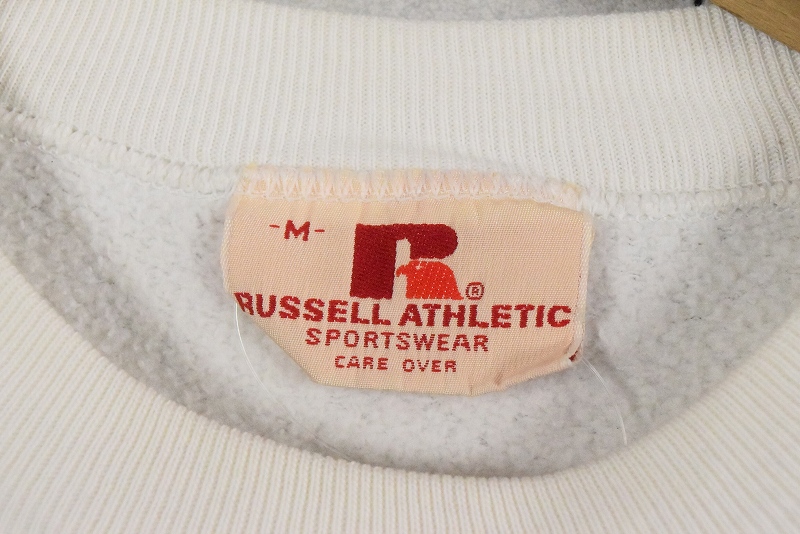 -M-
R®
RUSSELL ATHLETIC
SPORTSWEAR
CARE OVER